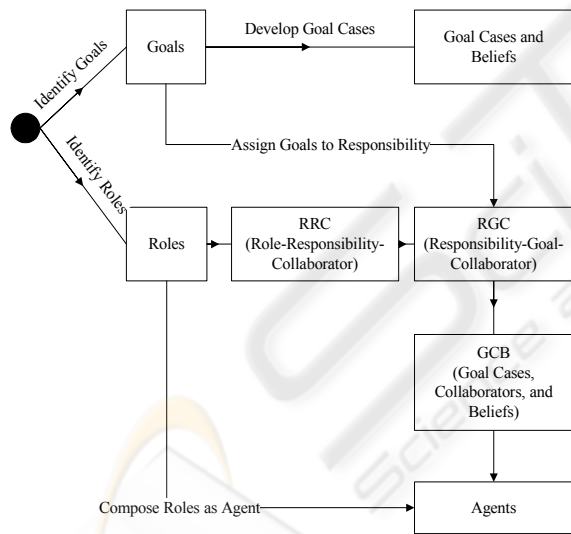 Identify Goals
Goals
Develop Goal Cases
Goal Cases and
Beliefs
Assign Goals to Responsibility
Identify Roles
Roles
RRC
(Role-Responsibility-
Collaborator)
RGC
(Responsibility-Goal-
Collaborator)
GCB
(Goal Cases,
Collaborators, and
Beliefs)
Compose Roles as Agent
Agents
Science a